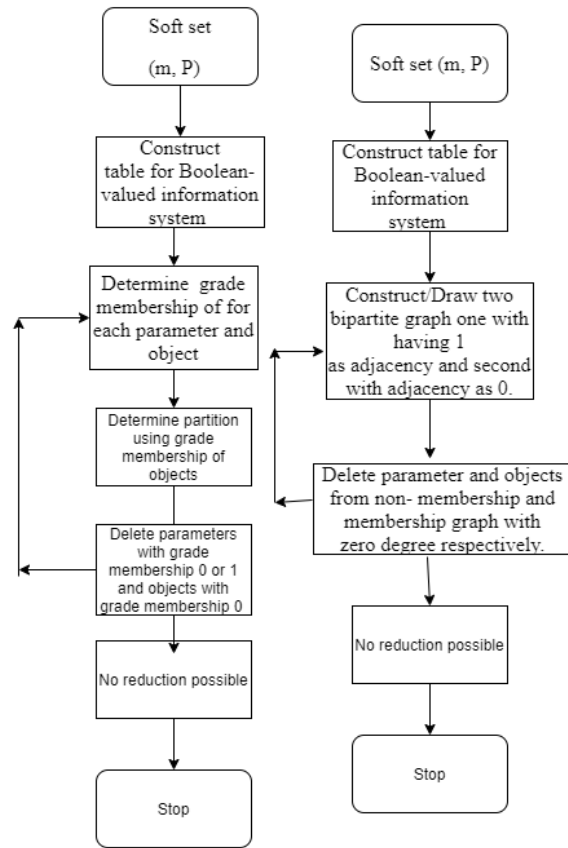 Soft set
(m, P)
Construct
table for Boolean-
valued information
system
Determine grade
membership of for
each parameter and
object
Determine partition
using grade
membership of
objects
Delete parameters
with grade
membership 0 or 1
and objects with
grade membership 0
No reduction possible
Stop
Soft set (m, P)
Construct table for
Boolean-valued
information
system
Construct/Draw two
bipartite graph one with
having 1
as adjacency and second
with adjacency as 0.
Delete parameter and objects
from non- membership and
membership graph with
zero degree respectively.
No reduction possible
Stop